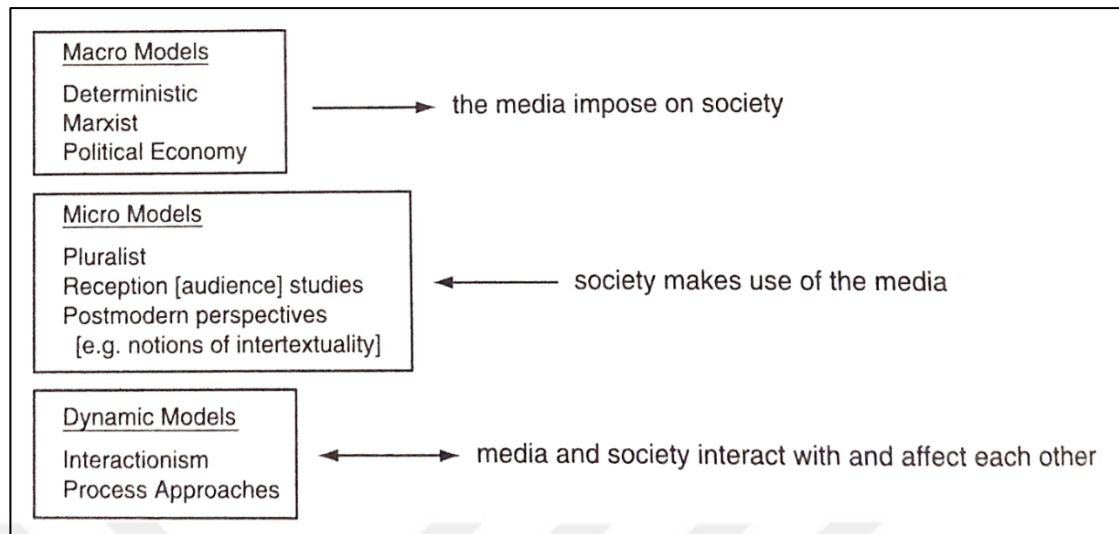 Macro Models
Deterministic
Marxist
Political Economy
the media impose on society
Micro Models
Pluralist
Reception [audience] studies
Postmodern perspectives
[e.g. notions of intertextuality]
society makes use of the media
Dynamic Models
Interactionism
Process Approaches
media and society interact with and affect each other